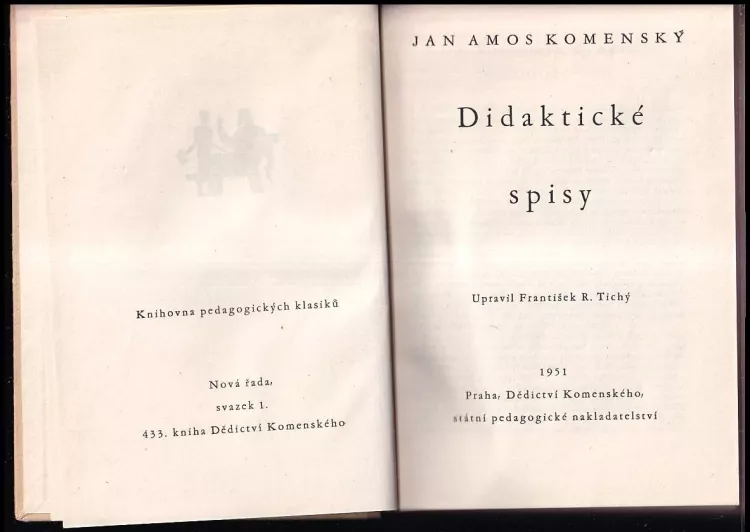 Knihovna pedagogických klasiků
Nová řada,
svazek 1.
433. kniha Dědictví Komenského
JAN AMOS KOMENSKÝ
Didaktické
spisy
Upravil František R. Tichý
1951
Praha, Dědictví Komenského,
státní pedagogické nakladatelství